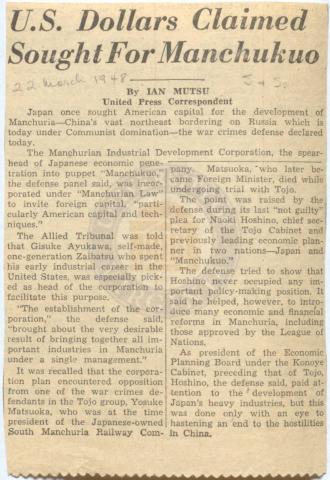 U.S. Dollars Claimed
Sought For Manchukuo
22 March 1948
By IAN MUTSU
United Press Correspondent
Japan once sought American capital for the development of
Manchuria—China's vast northeast bordering on Russia which is
today under Communist domination—the war crimes defense declared
today.
The Manghurian Industrial Development Corporation, the spear-
head of Japanese economic pene-
tration into puppet "Manchukuo,"
the defense panel said, was incor-
porated under "Manchurian Law"
to invite foreign capital, "parti-
cularly American capital and tech-
niques."
The Allied Tribunal was told
that Gisuke Ayukawa, self-made,
one-generation Zaibatsu who spent
his early industrial career in the
United States, was especially pick-
ed as head of the corporation to
facilitate this purpose.
"The establishment of the cor-
poration," the defense said,
"brought about the very desirable
result of bringing together all im-
portant industries in Manchuria
under a single management."
It was recalled that the corpora-
tion plan encountered opposition
from one of the war crimes de-
fendants in the Tojo group, Yosuke
Matsuoka, who was at the time
president of the Japanese-owned
South Manchuria Railway Com-
pany. Matsuoka, who later be-
came Foreign Minister, died while
undergoing trial with Tojo.
The point was raised by the
defense during its last "not guilty"
plea for Naoki Hoshino, chief sec-
retary of the Tojo Cabinet and
previously leading economic plan-
ner in two nations—Japan and
"Manchukuo."
The defense tried to show that
Hoshino never occupied any im-
portant policy-making position. It
said he helped, however, to intro-
duce many economic and financial
reforms in Manchuria, including
those approved by the League of
Nations.
As president of the Economic
Planning Board under the Konoye
Cabinet, preceding that of Tojo,
Hoshino, the defense said, paid at-
tention to the development of
Japan's heavy industries, but this
was done only with an eye to
hastening an end to the hostilities
in China.